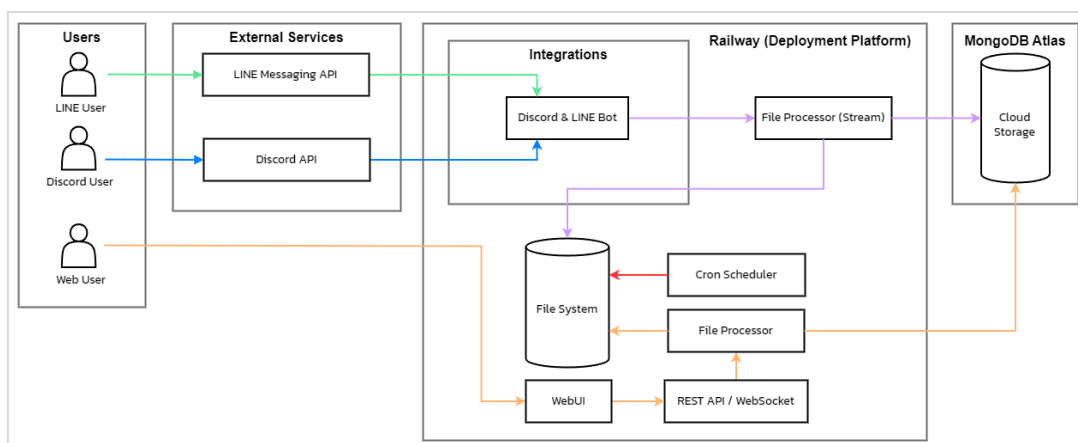 Users
External Services
Railway (Deployment Platform)
MongoDB Atlas
Integrations
LINE User
LINE Messaging API
Discord & LINE Bot
File Processor (Stream)
Cloud
Storage
Discord User
Discord API
Web User
File System
Cron Scheduler
File Processor
WebUI
REST API / WebSocket